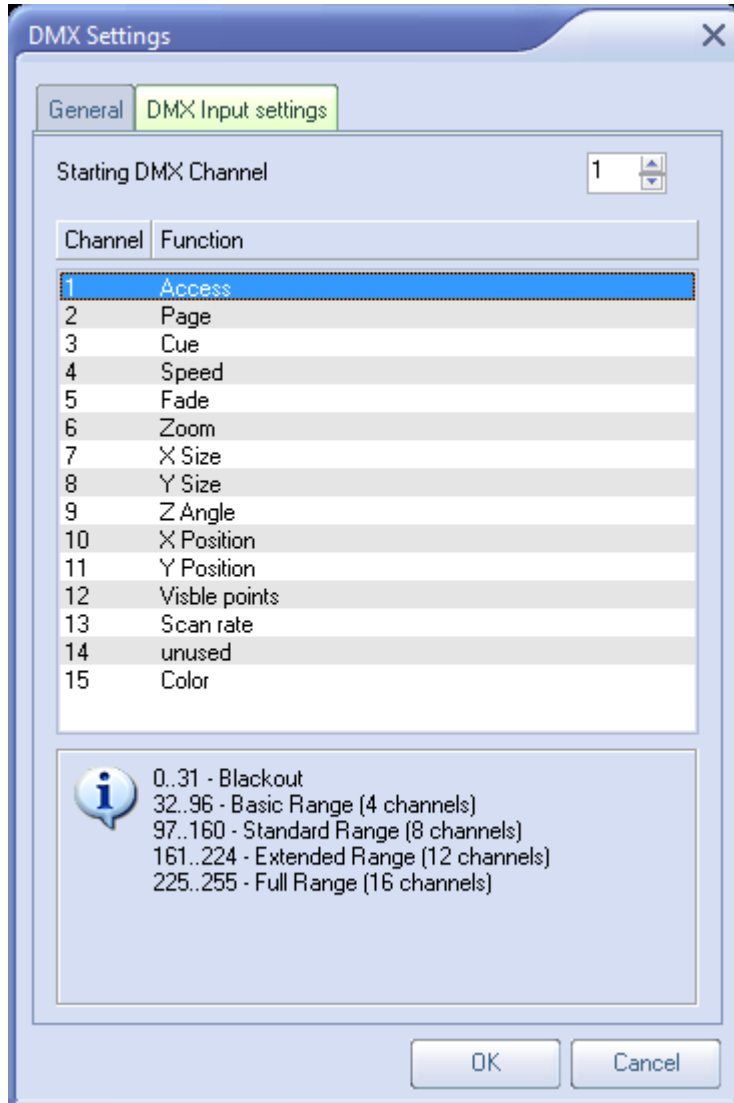 DMX Settings
General DMX Input settings
Starting DMX Channel 1
Channel Function
1 Access
2 Page
3 Cue
4 Speed
5 Fade
6 Zoom
7 X Size
8 Y Size
9 Z Angle
10 X Position
11 Y Position
12 Visble points
13 Scan rate
14 unused
15 Color
0..31 - Blackout
32..96 - Basic Range (4 channels)
97..160 - Standard Range (8 channels)
161..224 - Extended Range (12 channels)
225..255 - Full Range (16 channels)
OK Cancel